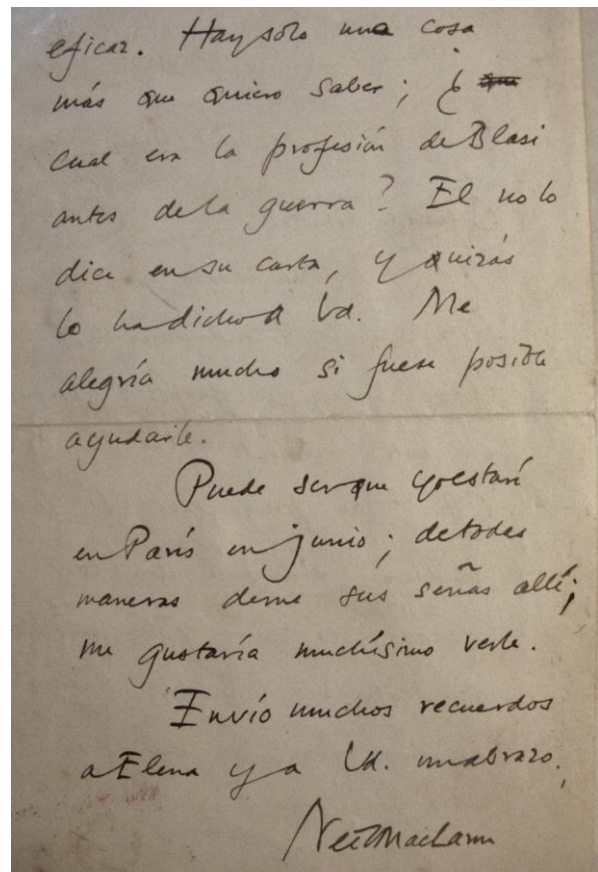 eficaz. Hay sólo una cosa
más que quiero saber; ¿
cual era la profesión de Blasi
antes de la guerra? El no lo
dice en su carta, y quizás
lo ha dicho a Vd. Me
alegría mucho si fuese posible
ayudarle.
Puede ser que yo estaré
en París en junio; de todas
maneras deme sus señas allí;
me gustaría muchísimo verle.
Envío muchos recuerdos
a Elena y a Ud. un abrazo,
Neil